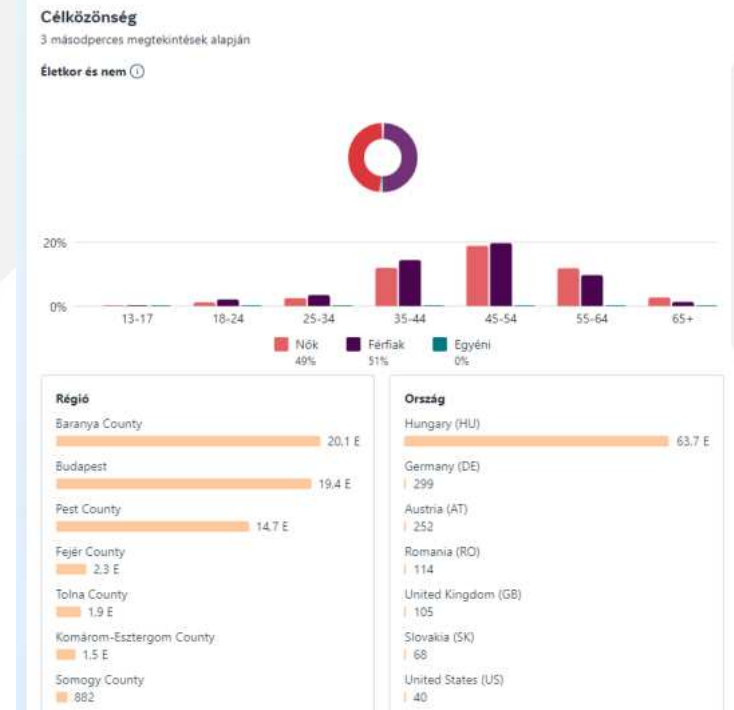 Célközönség
3 másodperces megtekintések alapján
Életkor és nem
20%
0%
13-17 18-24 25-34 35-44 45-54 55-64 65+
Nők Férfiak Egyéni
49% 51% 0%
Régió
Baranya County
20,1 E
Budapest
19,4 E
Pest County
14,7 E
Fejér County
2,3 E
Tolna County
1,9 E
Komárom-Esztergom County
1,5 E
Somogy County
882
Ország
Hungary (HU)
63,7 E
Germany (DE)
299
Austria (AT)
252
Romania (RO)
114
United Kingdom (GB)
105
Slovakia (SK)
68
United States (US)
40